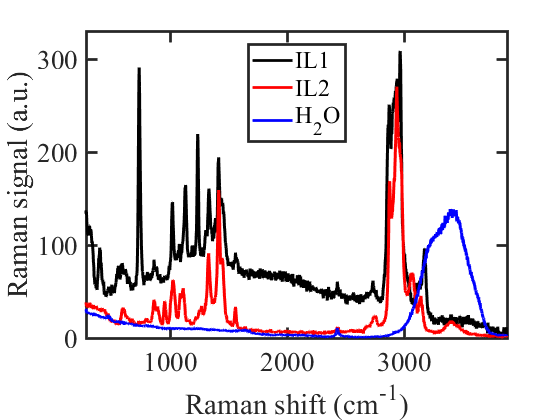 300
200
100
0
1000 2000 3000
Raman signal (a.u.)
Raman shift (cm⁻¹)
IL1
IL2
H₂O